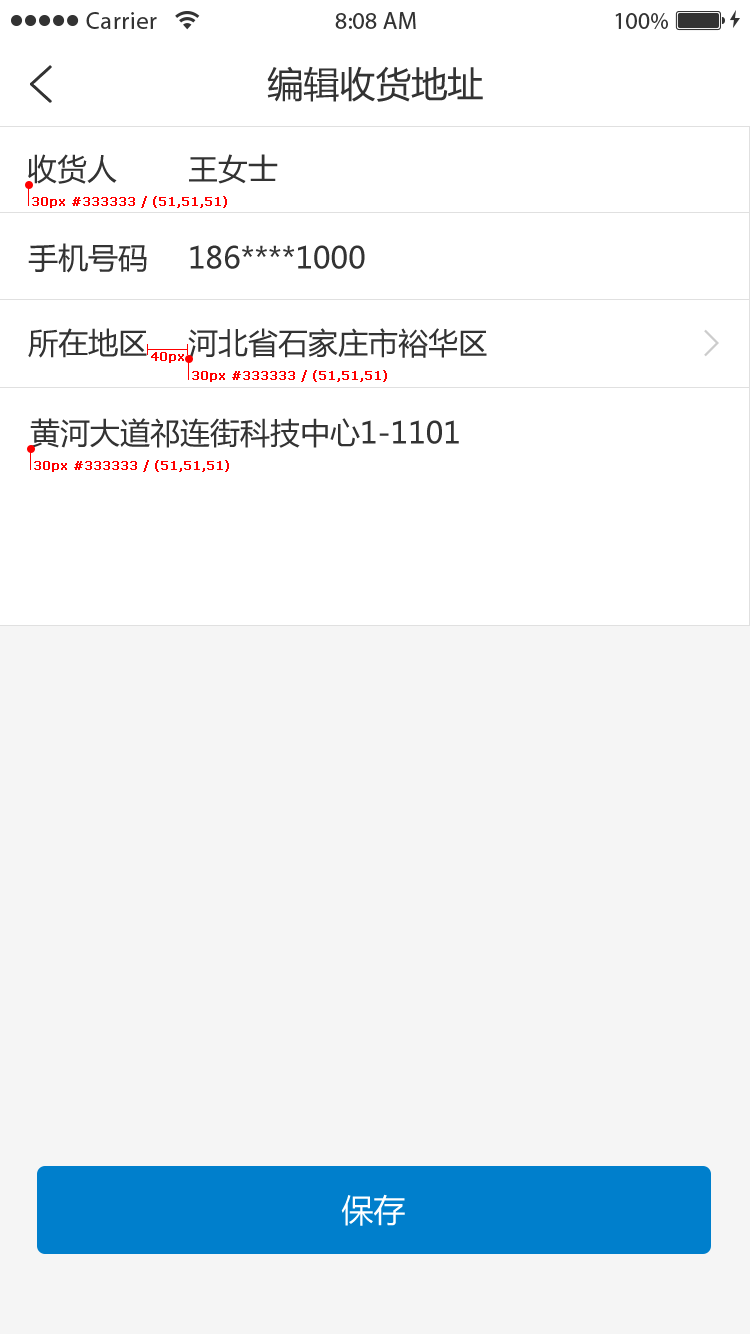 Carrier 8:08 AM 100%
编辑收货地址
收货人 王女士
30px #333333 / (51,51,51)
手机号码 186****1000
所在地区 河北省石家庄市裕华区
40px
30px #333333 / (51,51,51)
黄河大道祁连街科技中心1-1101
30px #333333 / (51,51,51)
保存